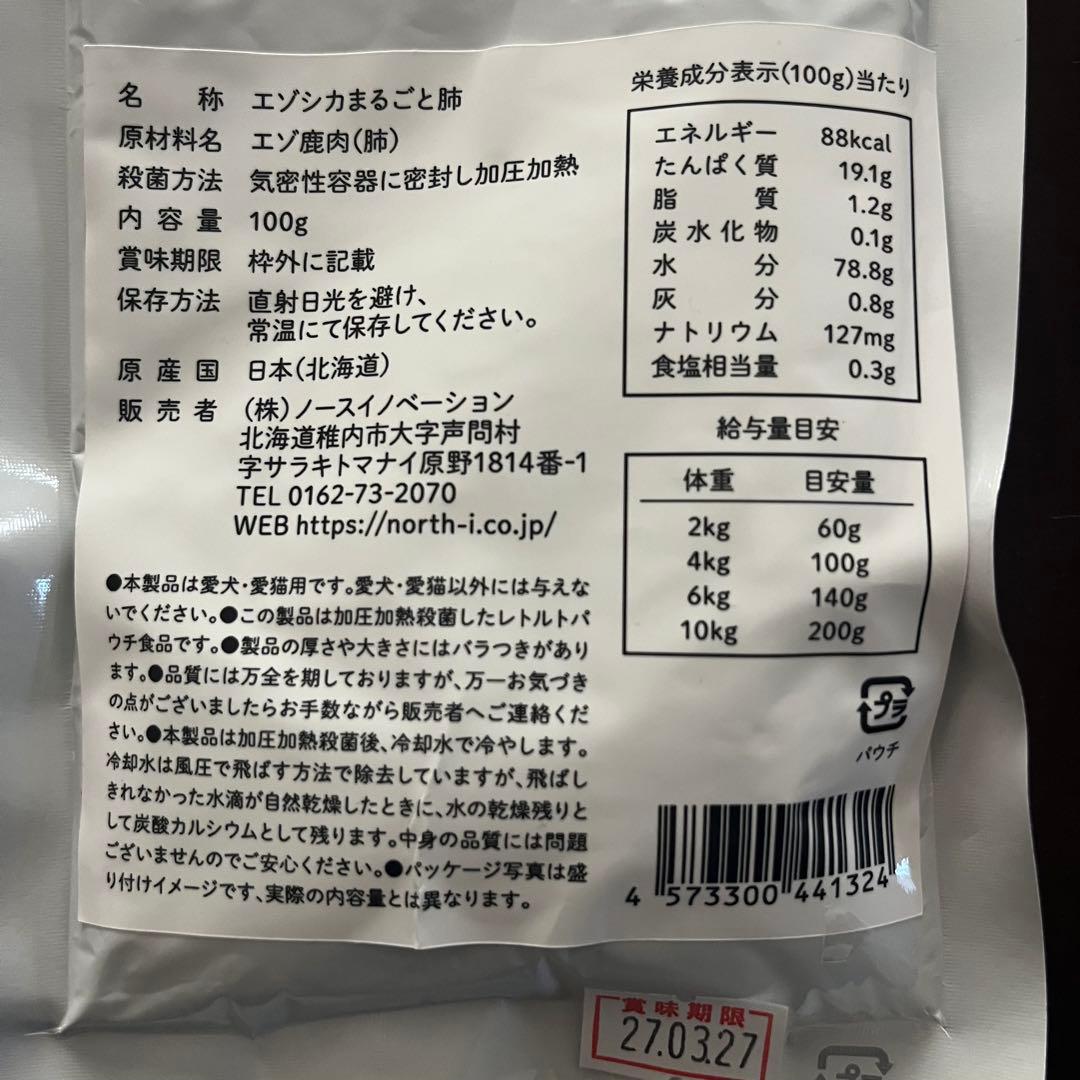 名称 エゾシカまるごと肺
原材料名 エゾ鹿肉(肺)
殺菌方法 気密性容器に密封し加圧加熱
内容量 100g
賞味期限 枠外に記載
保存方法 直射日光を避け、
常温にて保存してください。
原産国 日本(北海道)
販売者 (株)ノースイノベーション
北海道稚内市大字声問村
字サラキトマナイ原野1814番-1
TEL 0162-73-2070
WEB https://north-i.co.jp/
●本製品は愛犬・愛猫用です。愛犬・愛猫以外には与えな
いでください。●この製品は加圧加熱殺菌したレトルトパ
ウチ食品です。●製品の厚さや大きさにはバラつきがあり
ます。●品質には万全を期しておりますが、万一お気づき
の点がございましたらお手数ながら販売者へご連絡くだ
さい。●本製品は加圧加熱殺菌後、冷却水で冷やします。
冷却水は風圧で飛ばす方法で除去していますが、飛ばし
きれなかった水滴が自然乾燥したときに、水の乾燥残りと
して炭酸カルシウムとして残ります。中身の品質には問題
ございませんのでご安心ください。●パッケージ写真は盛
り付けイメージです、実際の内容量とは異なります。
栄養成分表示(100g)当たり
エネルギー 88kcal
たんぱく質 19.1g
脂質 1.2g
炭水化物 0.1g
水分 78.8g
灰分 0.8g
ナトリウム 127mg
食塩相当量 0.3g
給与量目安
体重 目安量
2kg 60g
4kg 100g
6kg 140g
10kg 200g
プラ
パウチ
4 573300 441324
賞味期限
27.03.27
プラ